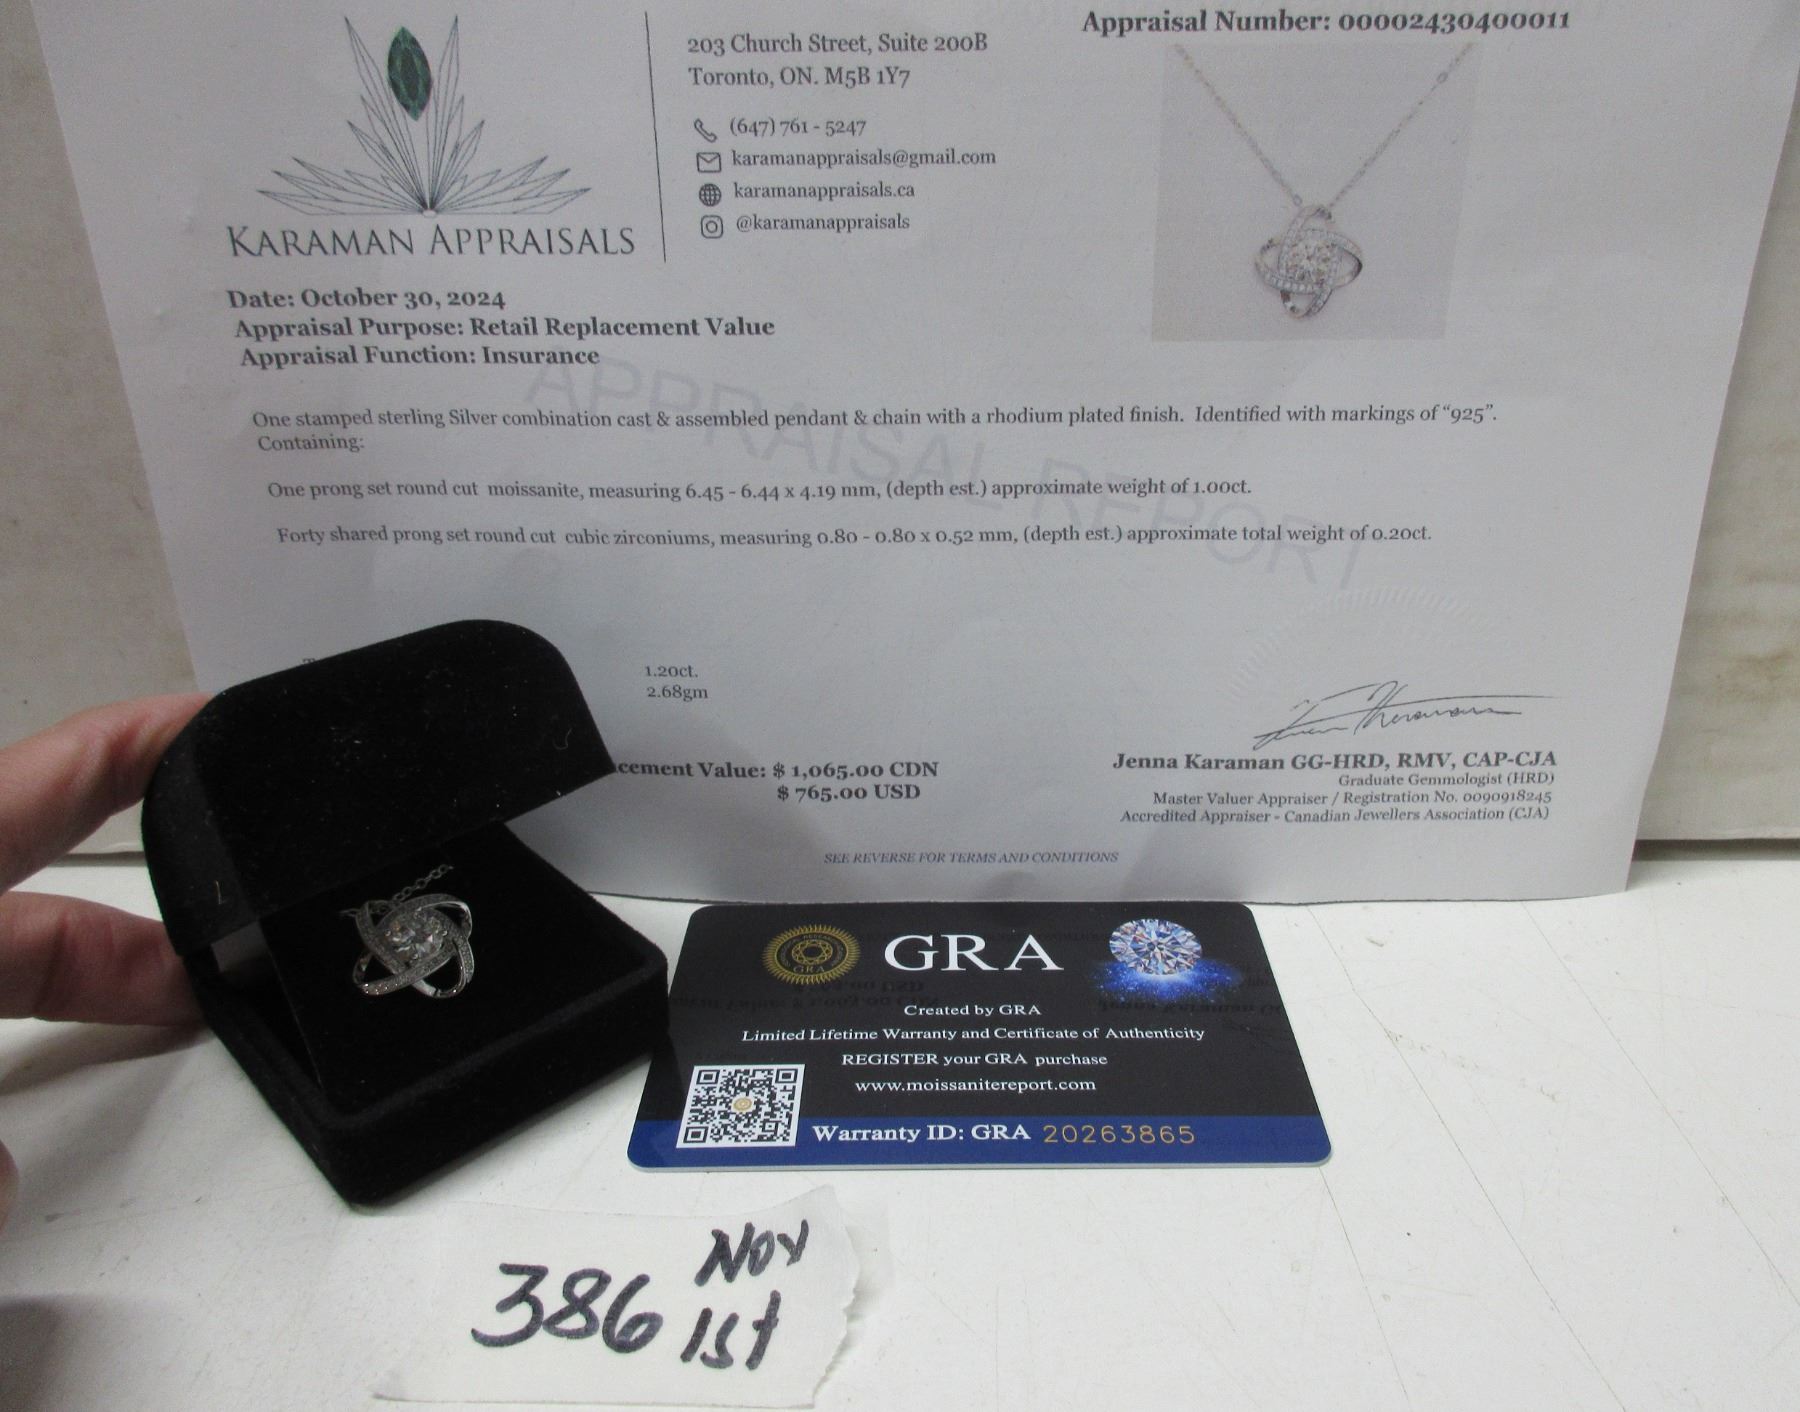 Appraisal Number: 00002430400011
203 Church Street, Suite 200B
Toronto, ON. M5B 1Y7
(647) 761 - 5247
karamanappraisals@gmail.com
karamanappraisals.ca
@karamanappraisals
KARAMAN APPRAISALS
Date: October 30, 2024
Appraisal Purpose: Retail Replacement Value
Appraisal Function: Insurance
APPRAISAL REPORT
One stamped sterling Silver combination cast & assembled pendant & chain with a rhodium plated finish. Identified with markings of “925”.
Containing:
One prong set round cut moissanite, measuring 6.45 - 6.44 x 4.19 mm, (depth est.) approximate weight of 1.00ct.
Forty shared prong set round cut cubic zirconiums, measuring 0.80 - 0.80 x 0.52 mm, (depth est.) approximate total weight of 0.20ct.
1.20ct.
2.68gm
cement Value: $ 1,065.00 CDN
$ 765.00 USD
Jenna Karaman GG-HRD, RMV, CAP-CJA
Graduate Gemmologist (HRD)
Master Valuer Appraiser / Registration No. 0090918245
Accredited Appraiser - Canadian Jewellers Association (CJA)
SEE REVERSE FOR TERMS AND CONDITIONS
GRA
GRA
Created by GRA
Limited Lifetime Warranty and Certificate of Authenticity
REGISTER your GRA purchase
www.moissanitereport.com
Warranty ID: GRA 20263865
386 Nov
1st